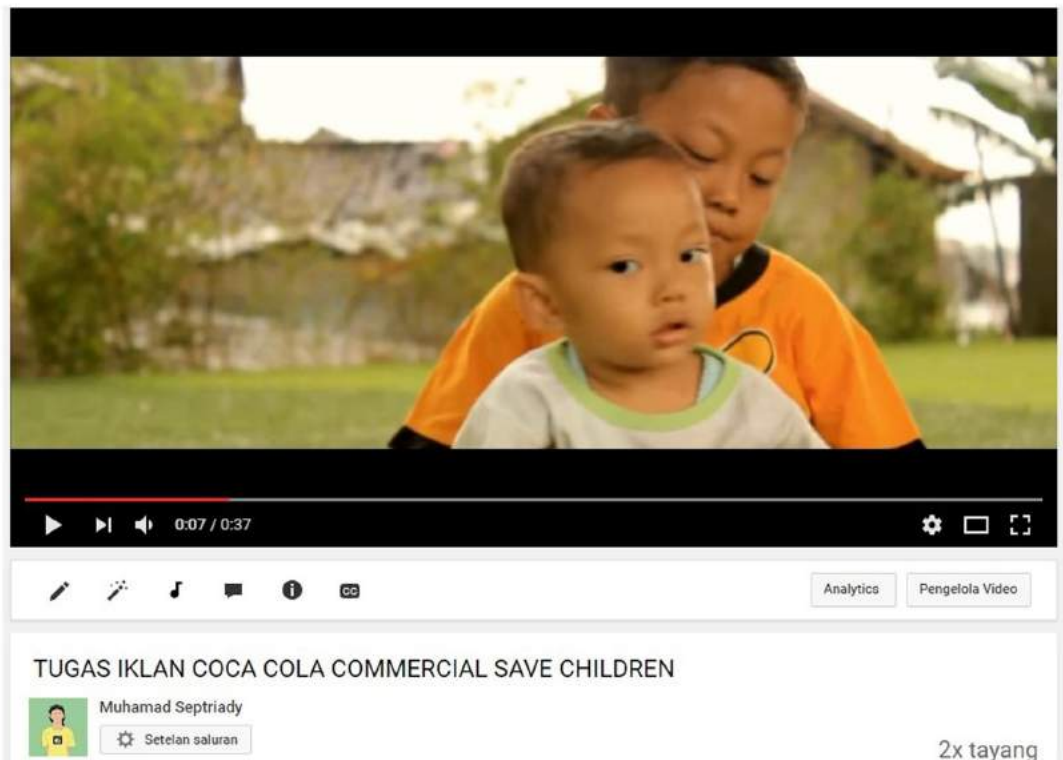 0:07 / 0:37
CC
Analytics
Pengelola Video
TUGAS IKLAN COCA COLA COMMERCIAL SAVE CHILDREN
Muhamad Septriady
Setelan saluran
2x tayang